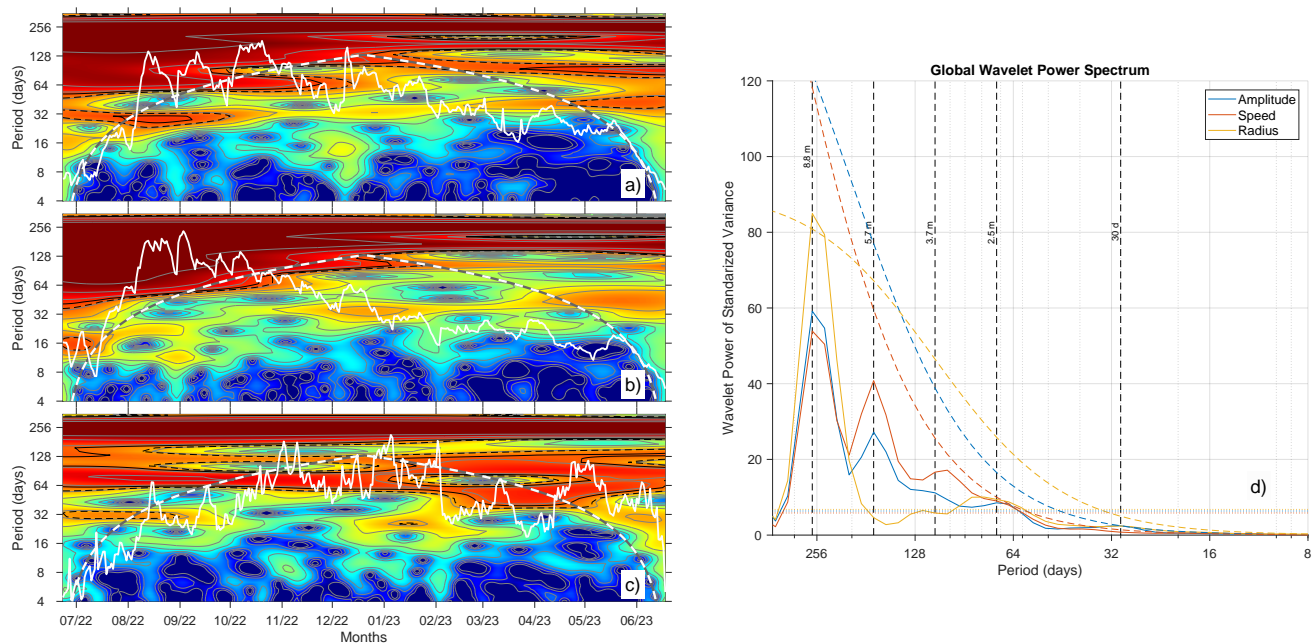 256
128
64
32
16
8
4
Period (days)
a)
256
128
64
32
16
8
4
Period (days)
b)
256
128
64
32
16
8
4
Period (days)
c)
07/22 08/22 09/22 10/22 11/22 12/22 01/23 02/23 03/23 04/23 05/23 06/23
Months
Global Wavelet Power Spectrum
120
100
80
60
40
20
0
Wavelet Power of Standarized Variance
Amplitude
Speed
Radius
8.8 m
5.7 m
3.7 m
2.5 m
30 d
d)
256 128 64 32 16 8
Period (days)